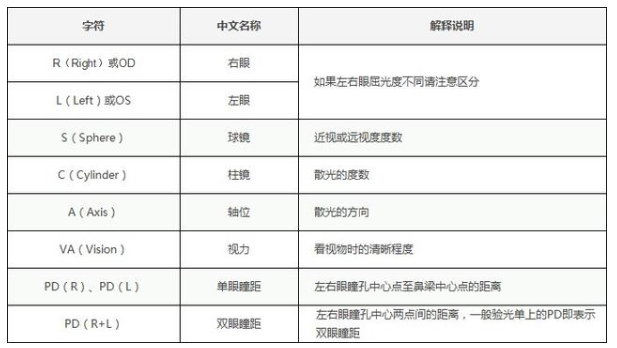 字符 中文名称 解释说明
R（Right）或OD 右眼 如果左右眼屈光度不同请注意区分
L（Left）或OS 左眼
S（Sphere） 球镜 近视或远视度度数
C（Cylinder） 柱镜 散光的度数
A（Axis） 轴位 散光的方向
VA（Vision） 视力 看视物时的清晰程度
PD（R）、PD（L） 单眼瞳距 左右眼瞳孔中心点至鼻梁中心点的距离
PD（R+L） 双眼瞳距 左右眼瞳孔中心两点间的距离，一般验光单上的PD即表示
双眼瞳距